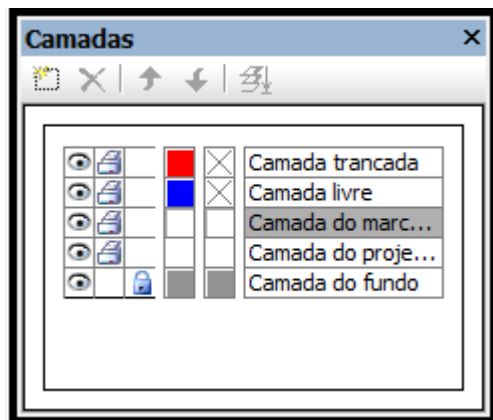 Camadas
Camada trancada
Camada livre
Camada do marc...
Camada do proje...
Camada do fundo